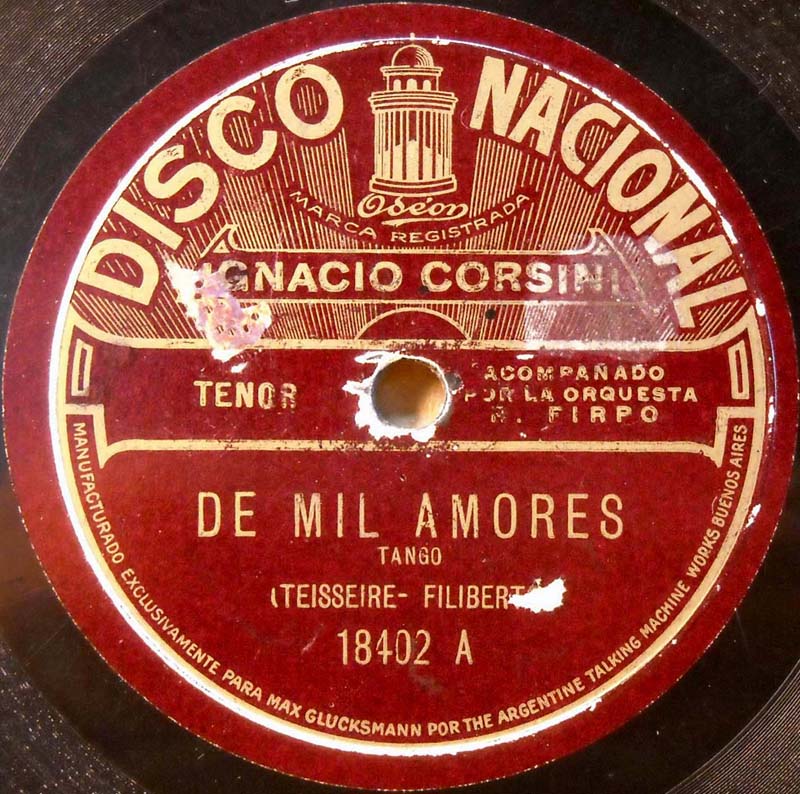 DISCO NACIONAL
Odéon
MARCA REGISTRADA
IGNACIO CORSINI
TENOR
ACOMPAÑADO
POR LA ORQUESTA
R. FIRPO
DE MIL AMORES
TANGO
(TEISSEIRE- FILIBERTO
18402 A
MANUFACTURADO EXCLUSIVAMENTE PARA MAX GLUCKSMANN POR THE ARGENTINE TALKING MACHINE WORKS BUENOS AIRES